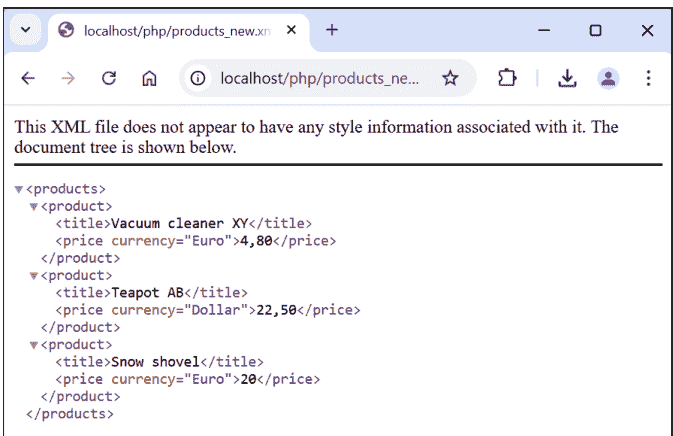 localhost/php/products_new.xm
localhost/php/products_ne...
This XML file does not appear to have any style information associated with it. The
document tree is shown below.
<products>
<product>
<title>Vacuum cleaner XY</title>
<price currency="Euro">4,80</price>
</product>
<product>
<title>Teapot AB</title>
<price currency="Dollar">22,50</price>
</product>
<product>
<title>Snow shovel</title>
<price currency="Euro">20</price>
</product>
</products>